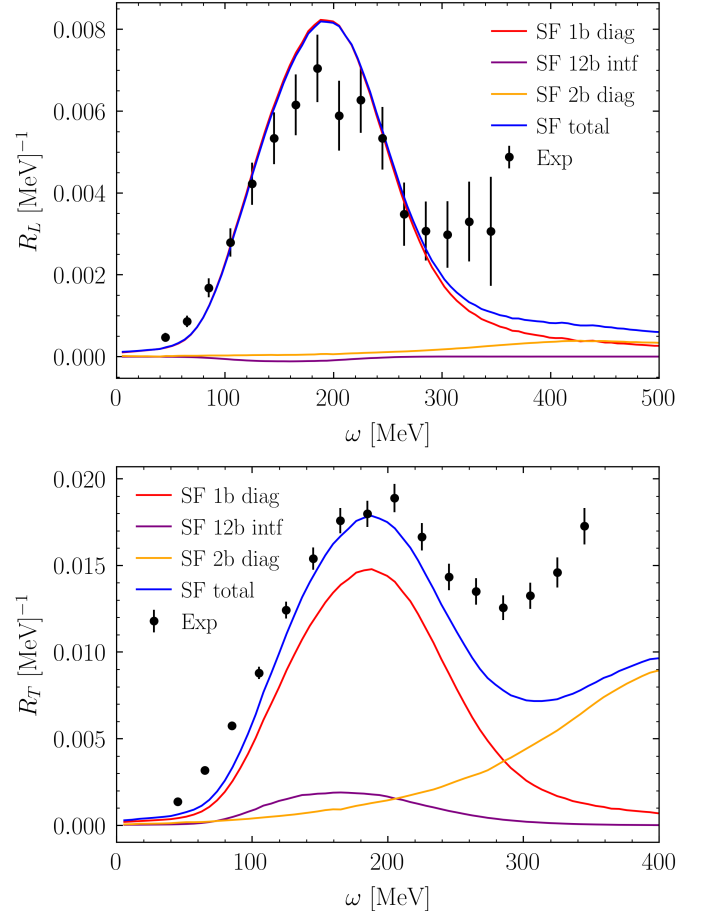 0.008
0.006
0.004
0.002
0.000
R_L [MeV]^{-1}
SF 1b diag
SF 12b intf
SF 2b diag
SF total
Exp
0 100 200 300 400 500
ω [MeV]
0.020
0.015
0.010
0.005
0.000
R_T [MeV]^{-1}
SF 1b diag
SF 12b intf
SF 2b diag
SF total
Exp
0 100 200 300 400
ω [MeV]